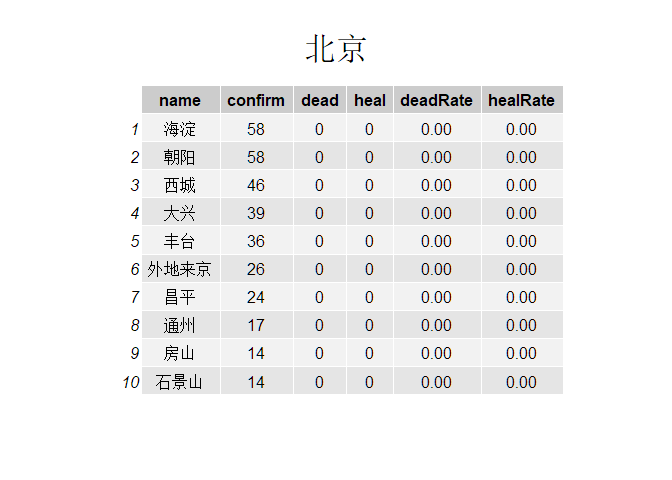 北京
name confirm dead heal deadRate healRate
1 海淀 58 0 0 0.00 0.00
2 朝阳 58 0 0 0.00 0.00
3 西城 46 0 0 0.00 0.00
4 大兴 39 0 0 0.00 0.00
5 丰台 36 0 0 0.00 0.00
6 外地来京 26 0 0 0.00 0.00
7 昌平 24 0 0 0.00 0.00
8 通州 17 0 0 0.00 0.00
9 房山 14 0 0 0.00 0.00
10 石景山 14 0 0 0.00 0.00